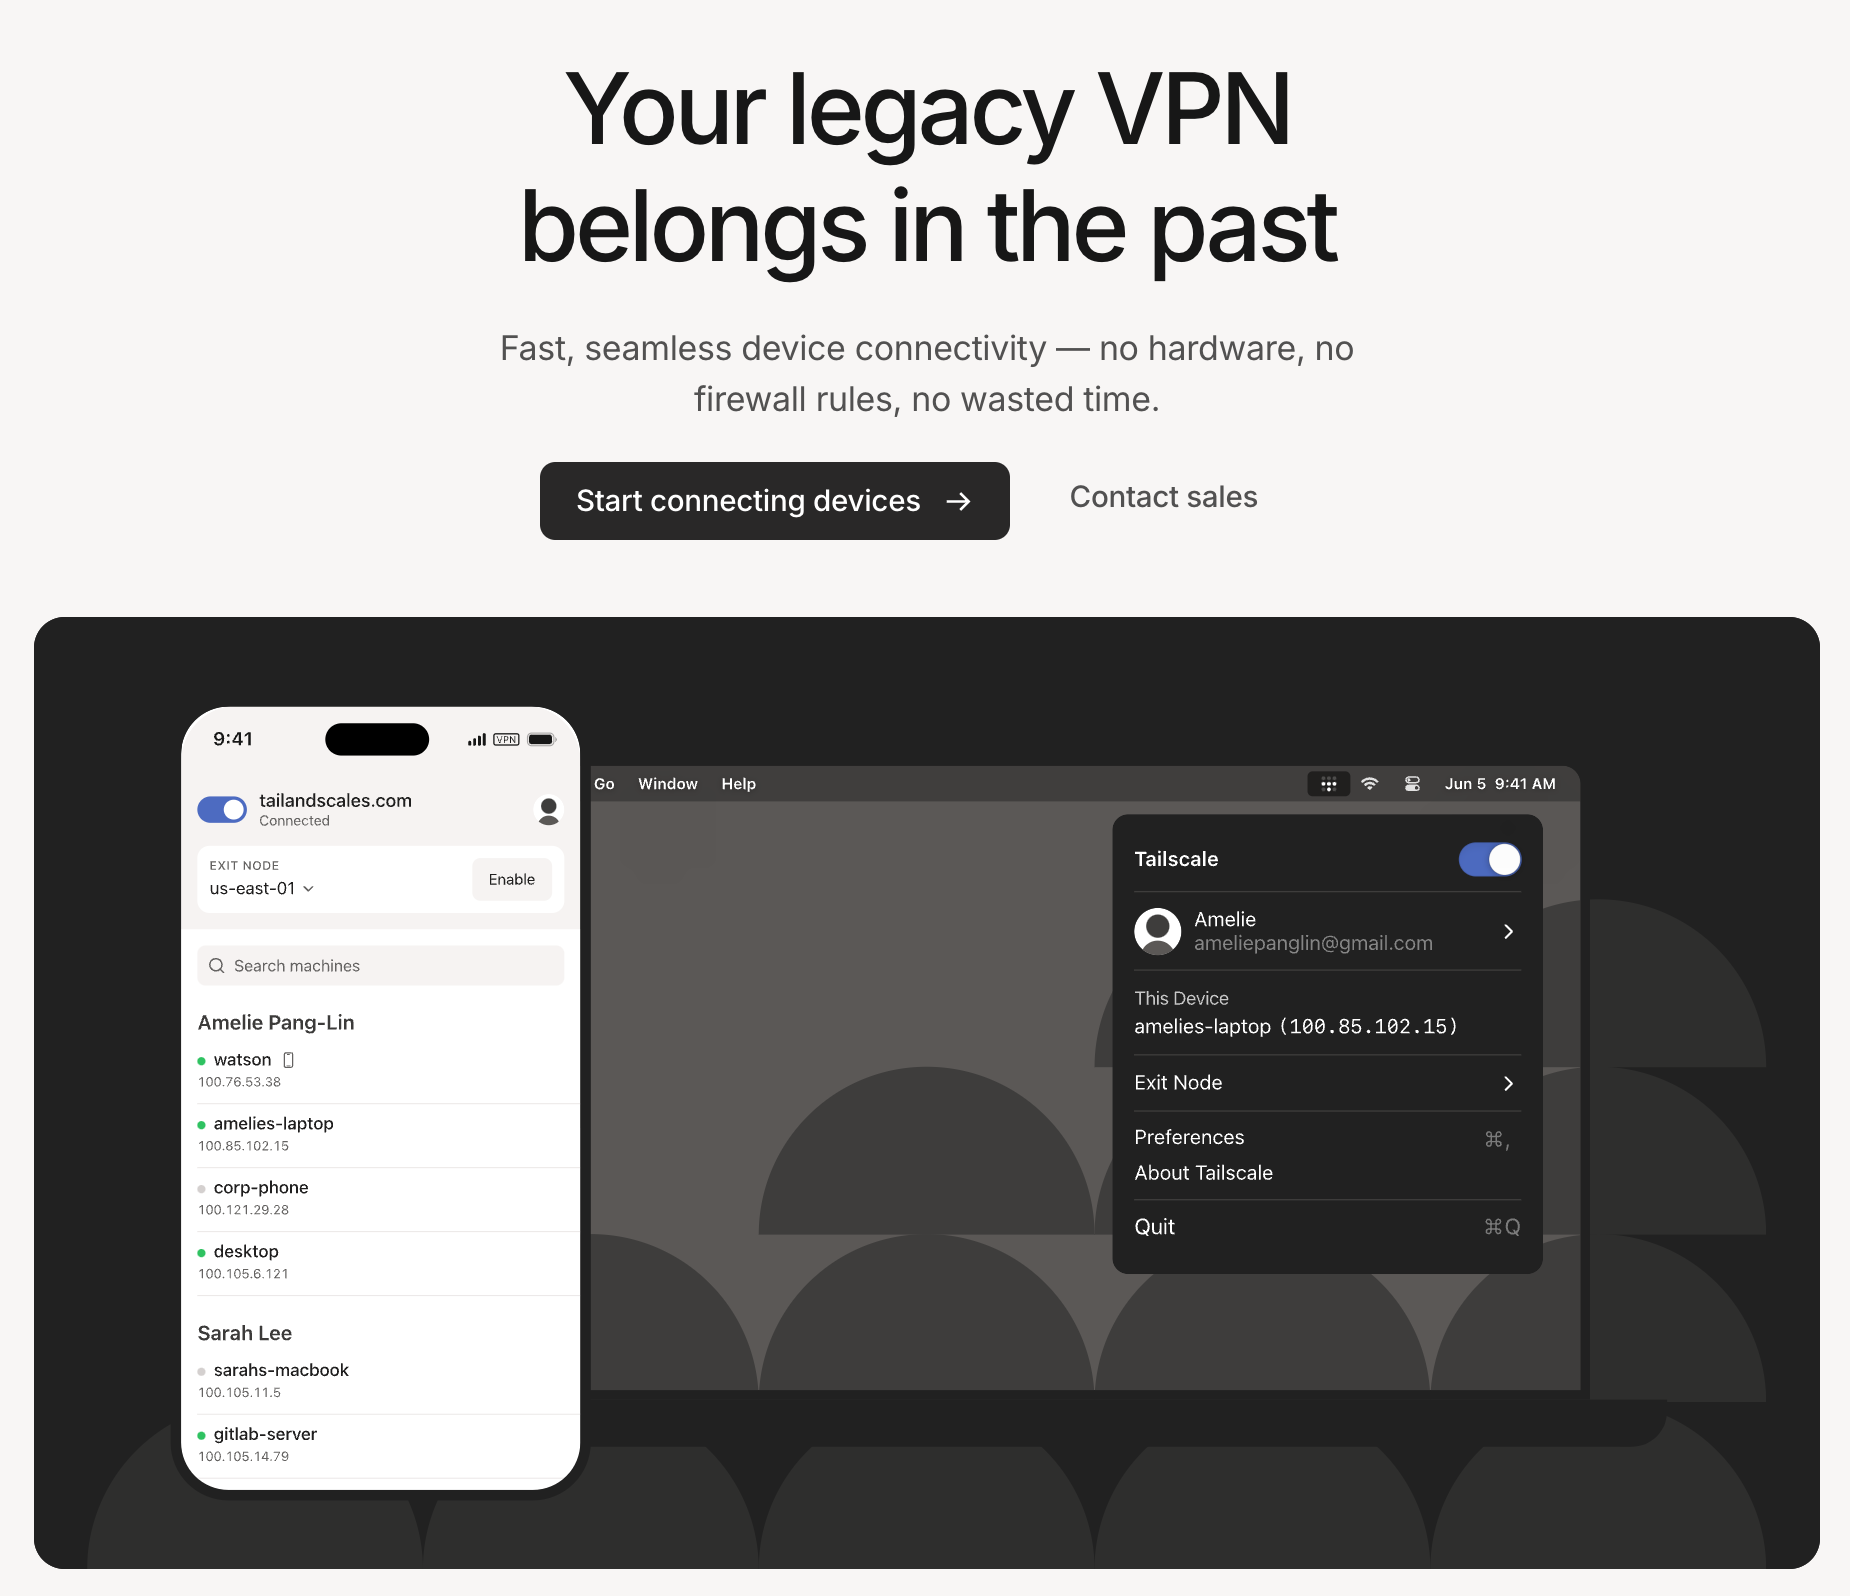 Your legacy VPN
belongs in the past
Fast, seamless device connectivity — no hardware, no
firewall rules, no wasted time.
Start connecting devices →
Contact sales
9:41
VPN
tailandscales.com
Connected
EXIT NODE
us-east-01
Enable
Search machines
Amelie Pang-Lin
watson
100.76.53.38
amelies-laptop
100.85.102.15
corp-phone
100.121.29.28
desktop
100.105.6.121
Sarah Lee
sarahs-macbook
100.105.11.5
gitlab-server
100.105.14.79
Go Window Help
Jun 5 9:41 AM
Tailscale
Amelie
ameliepanglin@gmail.com
This Device
amelies-laptop (100.85.102.15)
Exit Node
Preferences ⌘,
About Tailscale
Quit ⌘Q